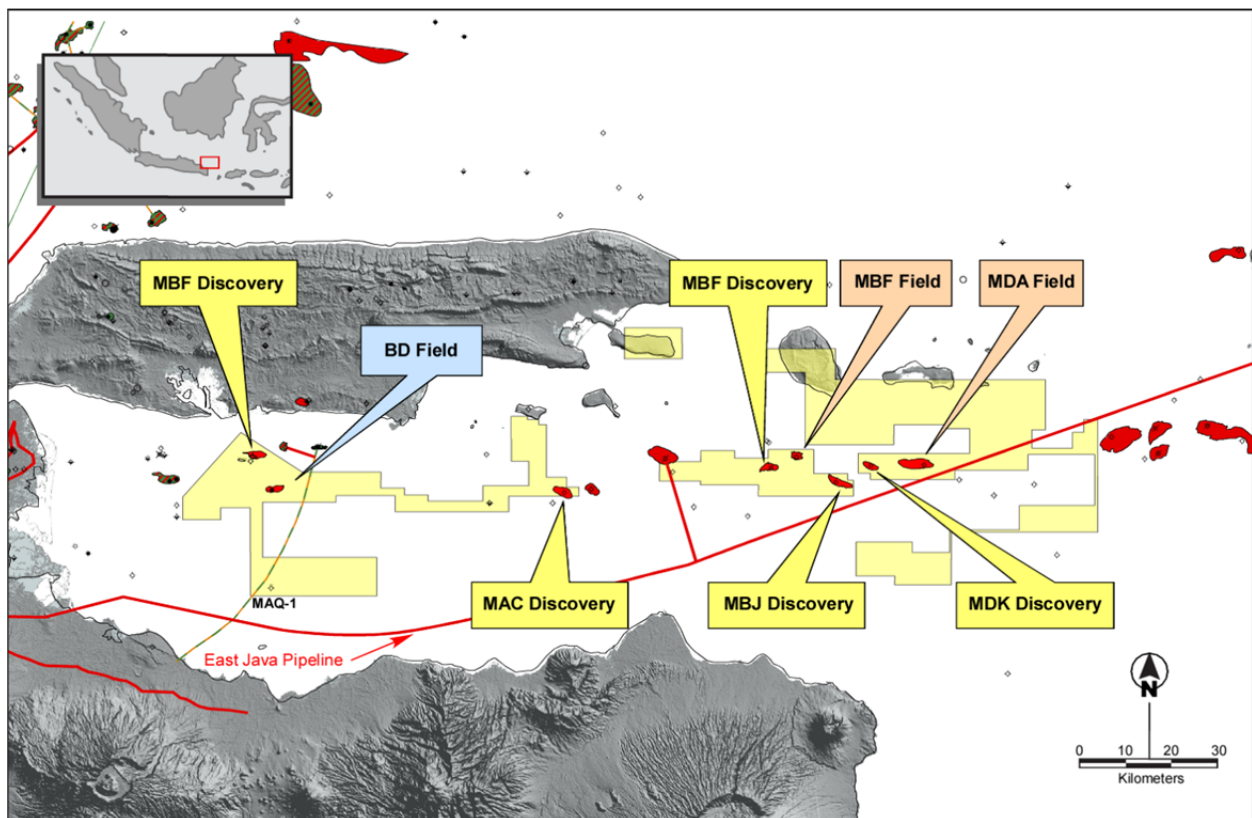 MBF Discovery
BD Field
MBF Discovery
MBF Field
MDA Field
MAC Discovery
MBJ Discovery
MDK Discovery
MAQ-1
East Java Pipeline
N
0 10 20 30
Kilometers